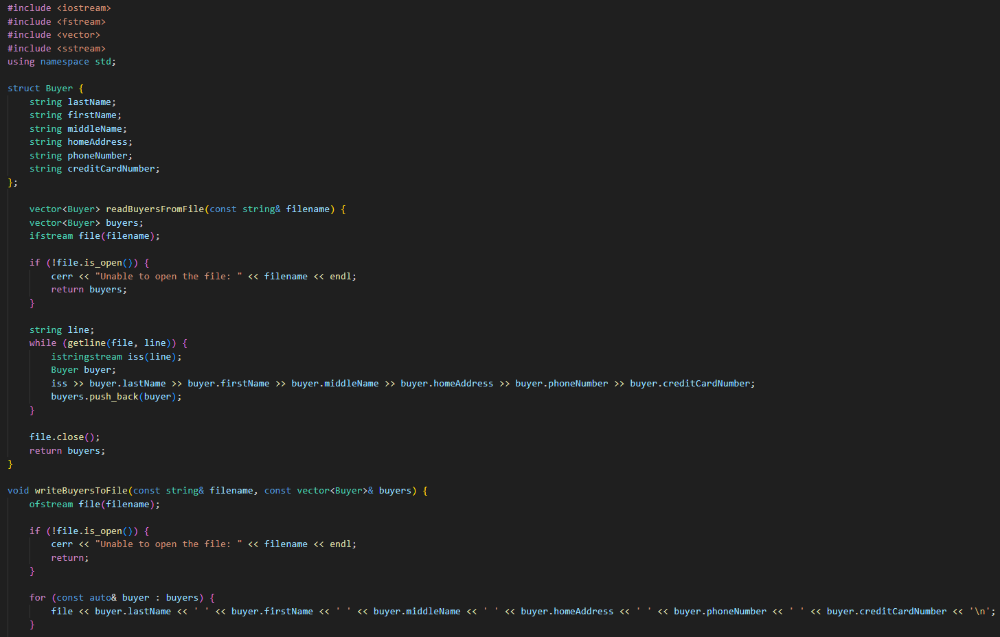 #include <iostream>
#include <fstream>
#include <vector>
#include <sstream>
using namespace std;

struct Buyer {
    string lastName;
    string firstName;
    string middleName;
    string homeAddress;
    string phoneNumber;
    string creditCardNumber;
};

    vector<Buyer> readBuyersFromFile(const string& filename) {
    vector<Buyer> buyers;
    ifstream file(filename);

    if (!file.is_open()) {
        cerr << "Unable to open the file: " << filename << endl;
        return buyers;
    }

    string line;
    while (getline(file, line)) {
        istringstream iss(line);
        Buyer buyer;
        iss >> buyer.lastName >> buyer.firstName >> buyer.middleName >> buyer.homeAddress >> buyer.phoneNumber >> buyer.creditCardNumber;
        buyers.push_back(buyer);
    }

    file.close();
    return buyers;
}

void writeBuyersToFile(const string& filename, const vector<Buyer>& buyers) {
    ofstream file(filename);

    if (!file.is_open()) {
        cerr << "Unable to open the file: " << filename << endl;
        return;
    }

    for (const auto& buyer : buyers) {
        file << buyer.lastName << ' ' << buyer.firstName << ' ' << buyer.middleName << ' ' << buyer.homeAddress << ' ' << buyer.phoneNumber << ' ' << buyer.creditCardNumber << '\n';
    }